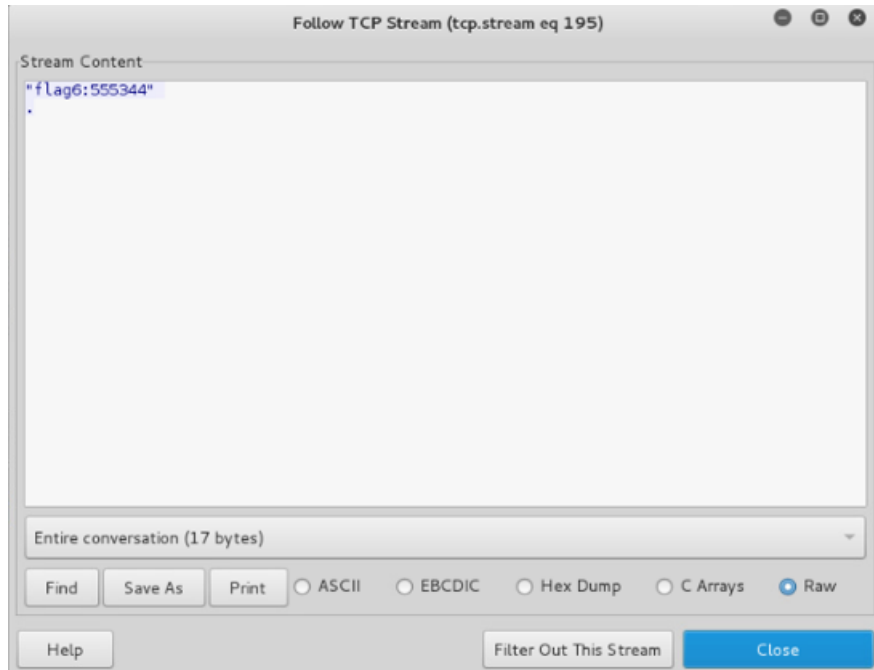 Follow TCP Stream (tcp.stream eq 195)
Stream Content
"flag6:555344"
.
Entire conversation (17 bytes)
Find Save As Print ASCII EBCDIC Hex Dump C Arrays Raw
Help Filter Out This Stream Close